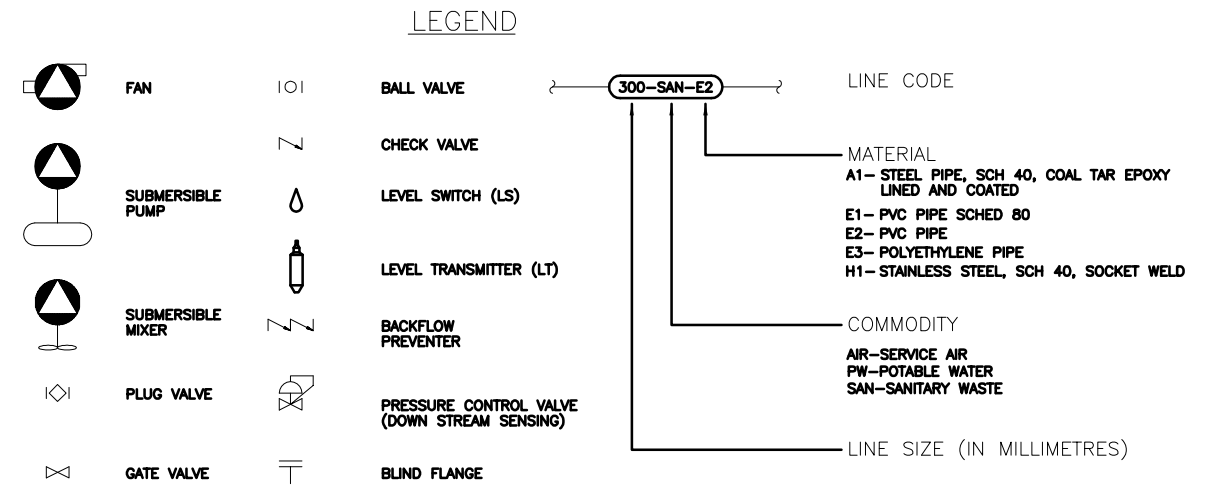 LEGEND
FAN
SUBMERSIBLE
PUMP
SUBMERSIBLE
MIXER
PLUG VALVE
GATE VALVE
BALL VALVE
CHECK VALVE
LEVEL SWITCH (LS)
LEVEL TRANSMITTER (LT)
BACKFLOW
PREVENTER
PRESSURE CONTROL VALVE
(DOWN STREAM SENSING)
BLIND FLANGE
300-SAN-E2
LINE CODE
MATERIAL
A1- STEEL PIPE, SCH 40, COAL TAR EPOXY
LINED AND COATED
E1- PVC PIPE SCHED 80
E2- PVC PIPE
E3- POLYETHYLENE PIPE
H1- STAINLESS STEEL, SCH 40, SOCKET WELD
COMMODITY
AIR-SERVICE AIR
PW-POTABLE WATER
SAN-SANITARY WASTE
LINE SIZE (IN MILLIMETRES)